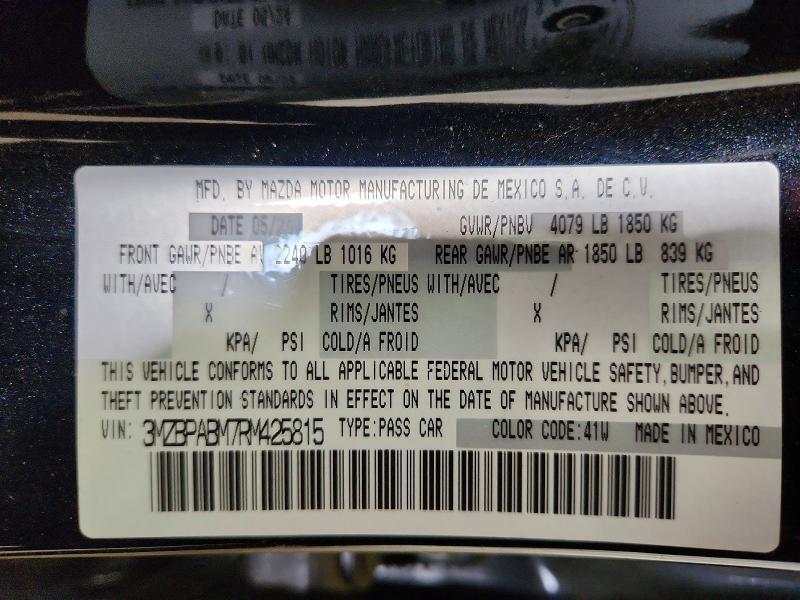 MFD. BY MAZDA MOTOR MANUFACTURING DE MEXICO S.A. DE C.V.
DATE 05/ GVWR/PNBV 4079 LB 1850 KG
FRONT GAWR/PNBE AV 2240 LB 1016 KG REAR GAWR/PNBE AR 1850 LB 839 KG
WITH/AVEC / TIRES/PNEUS WITH/AVEC / TIRES/PNEUS
X RIMS/JANTES X RIMS/JANTES
KPA/ PSI COLD/A FROID KPA/ PSI COLD/A FROID
THIS VEHICLE CONFORMS TO ALL APPLICABLE FEDERAL MOTOR VEHICLE SAFETY, BUMPER, AND
THEFT PREVENTION STANDARDS IN EFFECT ON THE DATE OF MANUFACTURE SHOWN ABOVE.
VIN: 3MZBPABM7RM425815 TYPE:PASS CAR COLOR CODE:41W MADE IN MEXICO